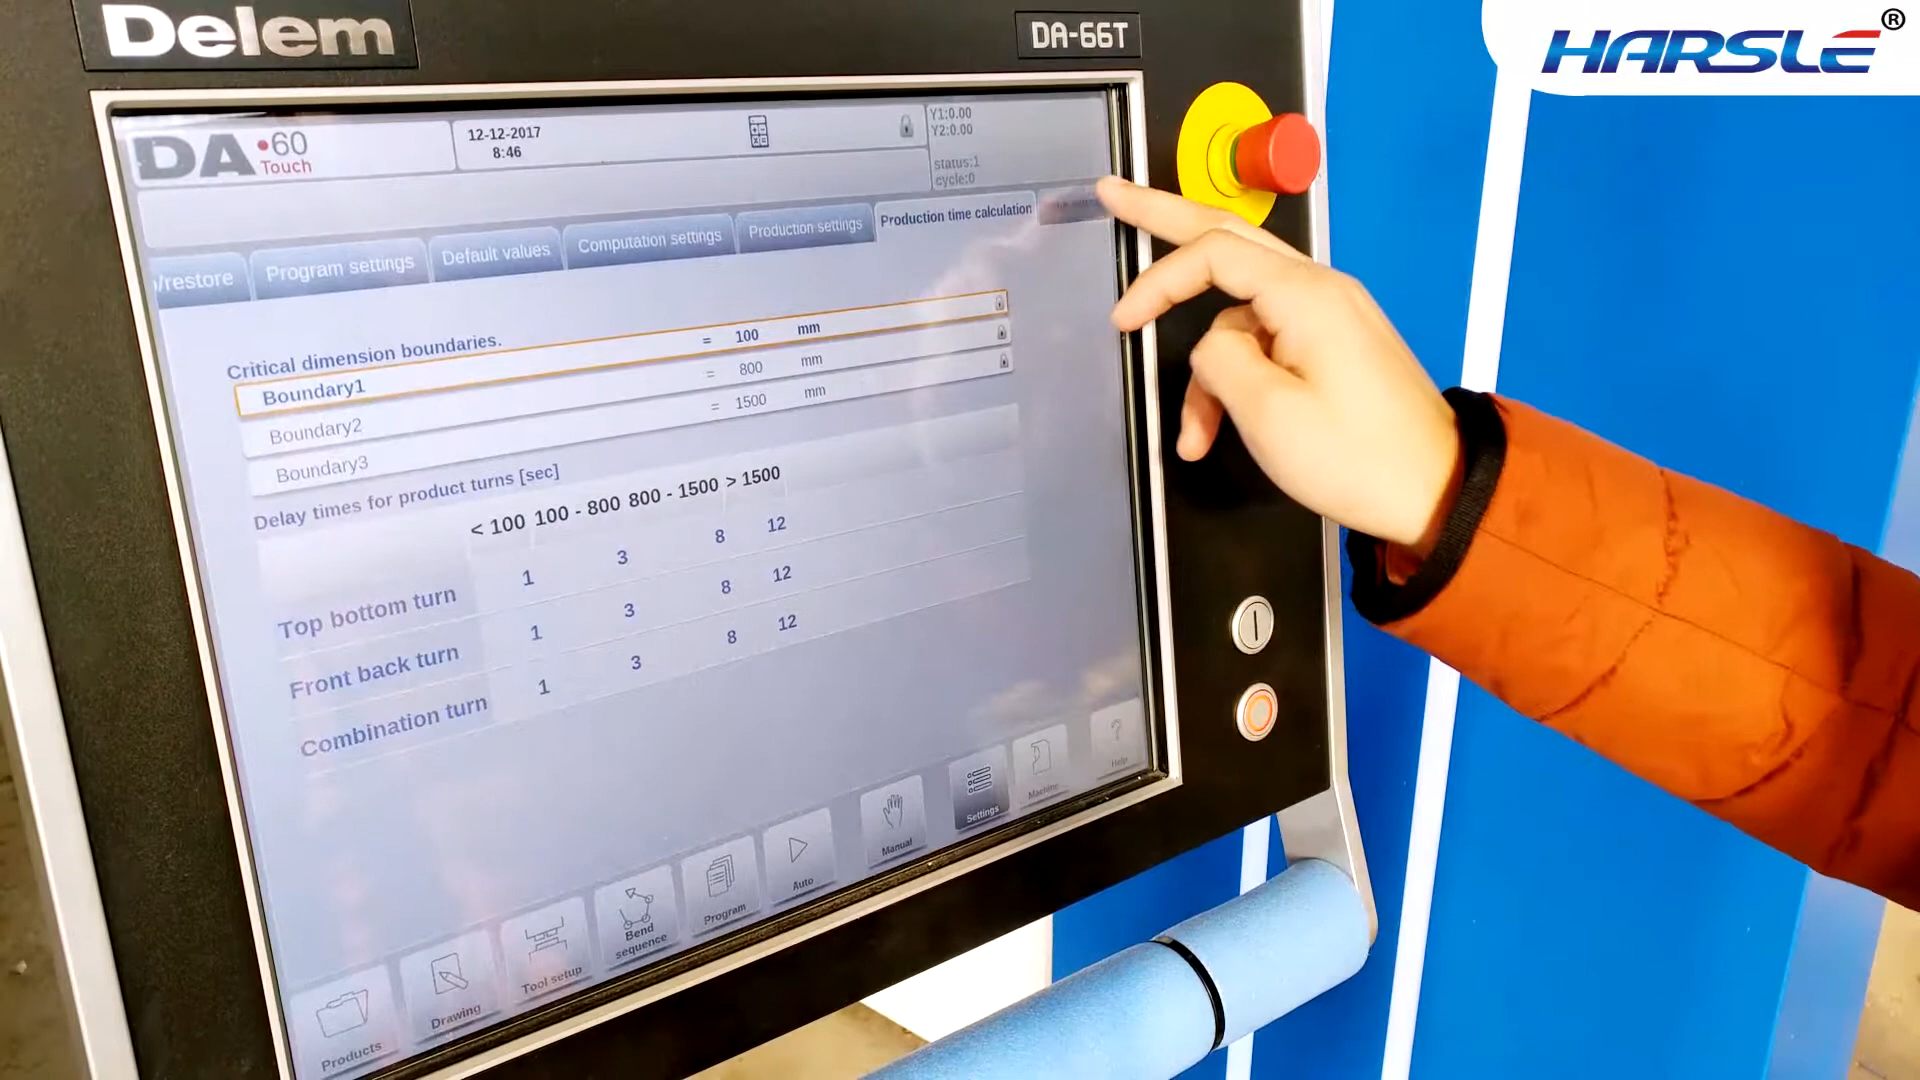 Delem
DA-66T
HARSLE®
DA•60
Touch
12-12-2017
8:46
Y1:0.00
Y2:0.00
status:1
cycle:0
/restore
Program settings
Default values
Computation settings
Production settings
Production time calculation
Critical dimension boundaries.
Boundary1 = 100 mm
Boundary2 = 800 mm
Boundary3 = 1500 mm
Delay times for product turns [sec]
< 100 100 - 800 800 - 1500 > 1500
Top bottom turn 1 3 8 12
Front back turn 1 3 8 12
Combination turn 1 3 8 12
Products
Drawing
Tool setup
Bend
sequence
Program
Auto
Manual
Settings
Machine
Help